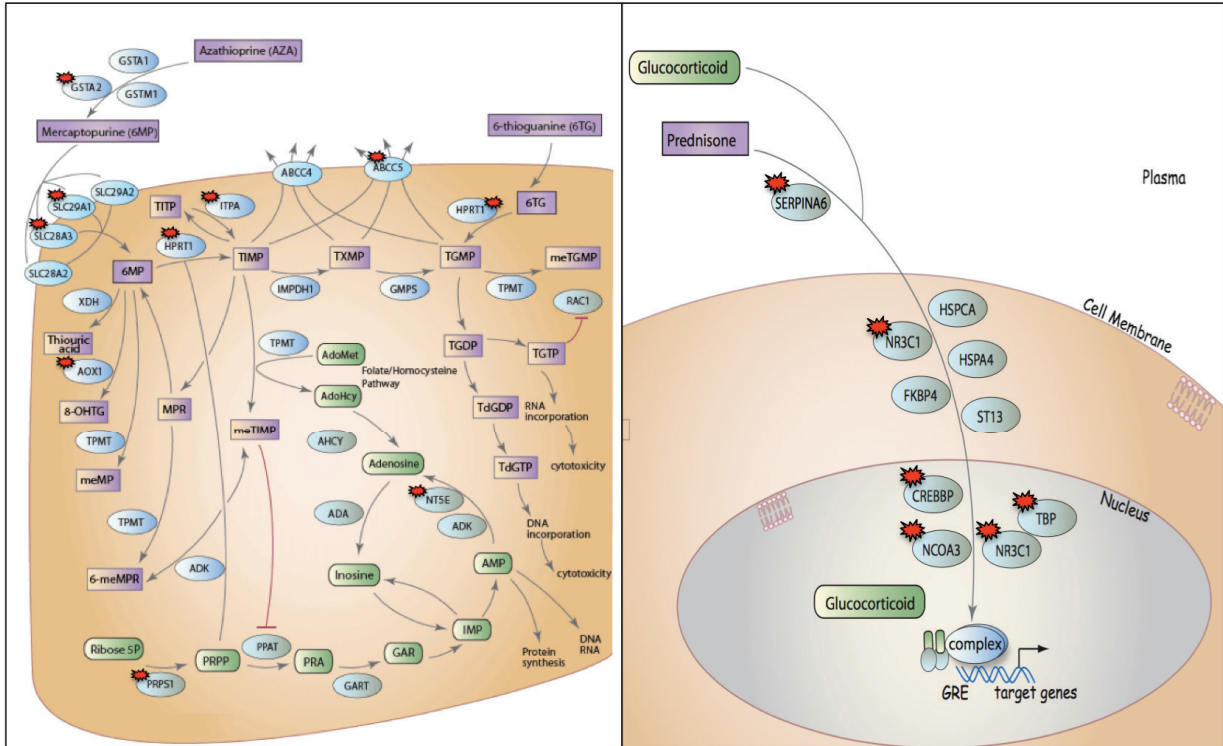 Azathioprine (AZA)
GSTA1
GSTA2
GSTM1
Mercaptopurine (6MP)
6-thioguanine (6TG)
ABCC4
ABCC5
SLC29A2
SLC29A1
SLC28A3
SLC28A2
TITP
ITPA
HPRT1
HPRT1
6TG
6MP
TIMP
TXMP
TGMP
meTGMP
IMPDH1
GMPS
TPMT
RAC1
XDH
Thiouric
acid
AOX1
8-OHTG
MPR
TPMT
AdoMet
Folate/Homocysteine
Pathway
AdoHcy
TGDP
TGTP
TdGDP
RNA
incorporation
TPMT
meMP
meTIMP
AHCY
Adenosine
TdGTP
cytotoxicity
NT5E
TPMT
ADA
ADK
DNA
incorporation
6-meMPR
ADK
Inosine
AMP
cytotoxicity
Ribose 5P
PRPP
PPAT
PRA
GAR
IMP
PRPS1
GART
Protein
synthesis
DNA
RNA
Glucocorticoid
Prednisone
SERPINA6
Plasma
Cell Membrane
HSPCA
NR3C1
HSPA4
FKBP4
ST13
Nucleus
CREBBP
TBP
NCOA3
NR3C1
Glucocorticoid
complex
GRE
target genes